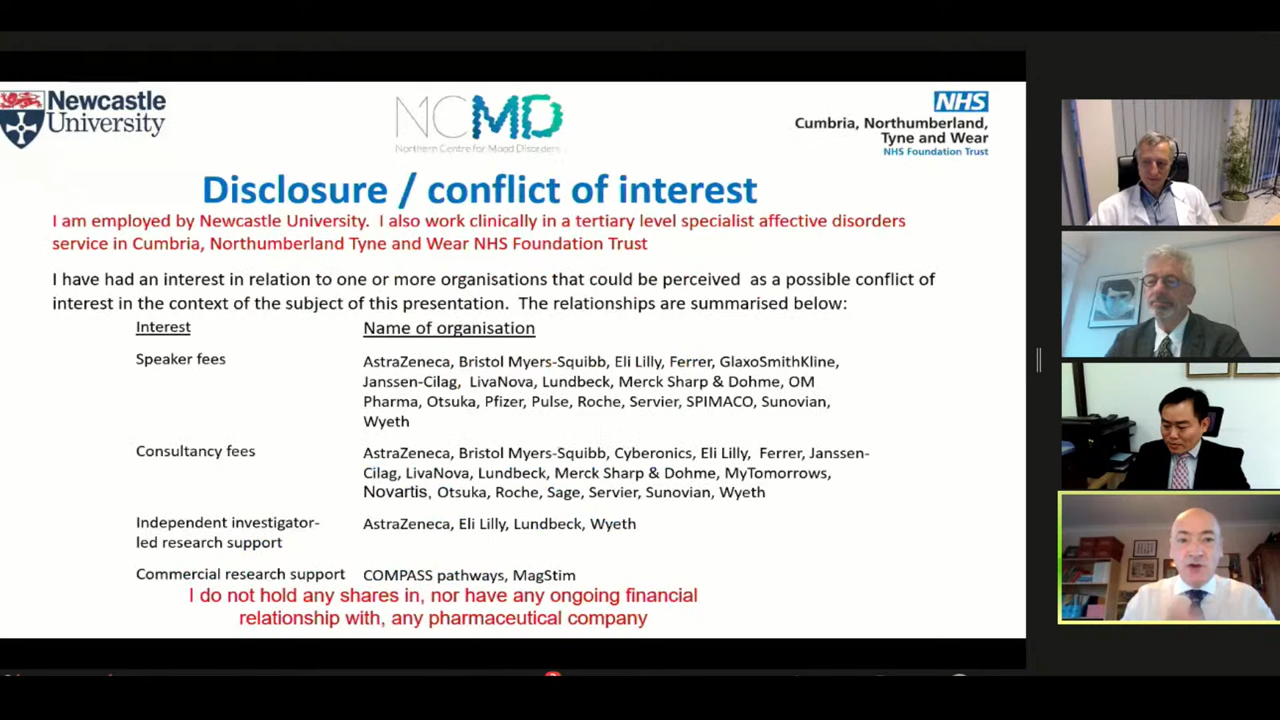 Newcastle
University
NCMD
Northern Centre for Mood Disorders
NHS
Cumbria, Northumberland,
Tyne and Wear
NHS Foundation Trust
Disclosure / conflict of interest
I am employed by Newcastle University.  I also work clinically in a tertiary level specialist affective disorders
service in Cumbria, Northumberland Tyne and Wear NHS Foundation Trust
I have had an interest in relation to one or more organisations that could be perceived  as a possible conflict of
interest in the context of the subject of this presentation.  The relationships are summarised below:
Interest
Name of organisation
Speaker fees
AstraZeneca, Bristol Myers-Squibb, Eli Lilly, Ferrer, GlaxoSmithKline,
Janssen-Cilag,  LivaNova, Lundbeck, Merck Sharp & Dohme, OM
Pharma, Otsuka, Pfizer, Pulse, Roche, Servier, SPIMACO, Sunovian,
Wyeth
Consultancy fees
AstraZeneca, Bristol Myers-Squibb, Cyberonics, Eli Lilly,  Ferrer, Janssen-
Cilag, LivaNova, Lundbeck, Merck Sharp & Dohme, MyTomorrows,
Novartis, Otsuka, Roche, Sage, Servier, Sunovian, Wyeth
Independent investigator-
led research support
AstraZeneca, Eli Lilly, Lundbeck, Wyeth
Commercial research support
COMPASS pathways, MagStim
I do not hold any shares in, nor have any ongoing financial
relationship with, any pharmaceutical company